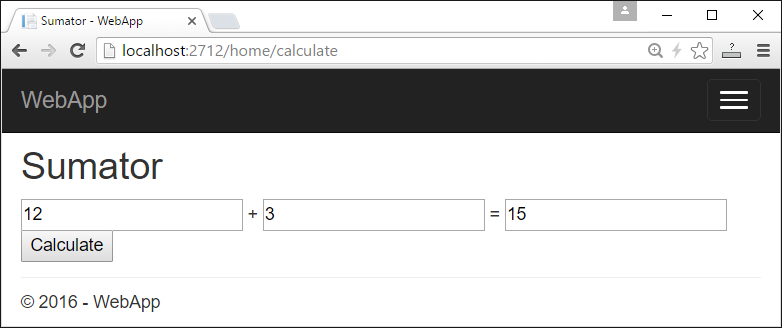 Sumator - WebApp
localhost:2712/home/calculate
WebApp
Sumator
12 + 3 = 15
Calculate
© 2016 - WebApp